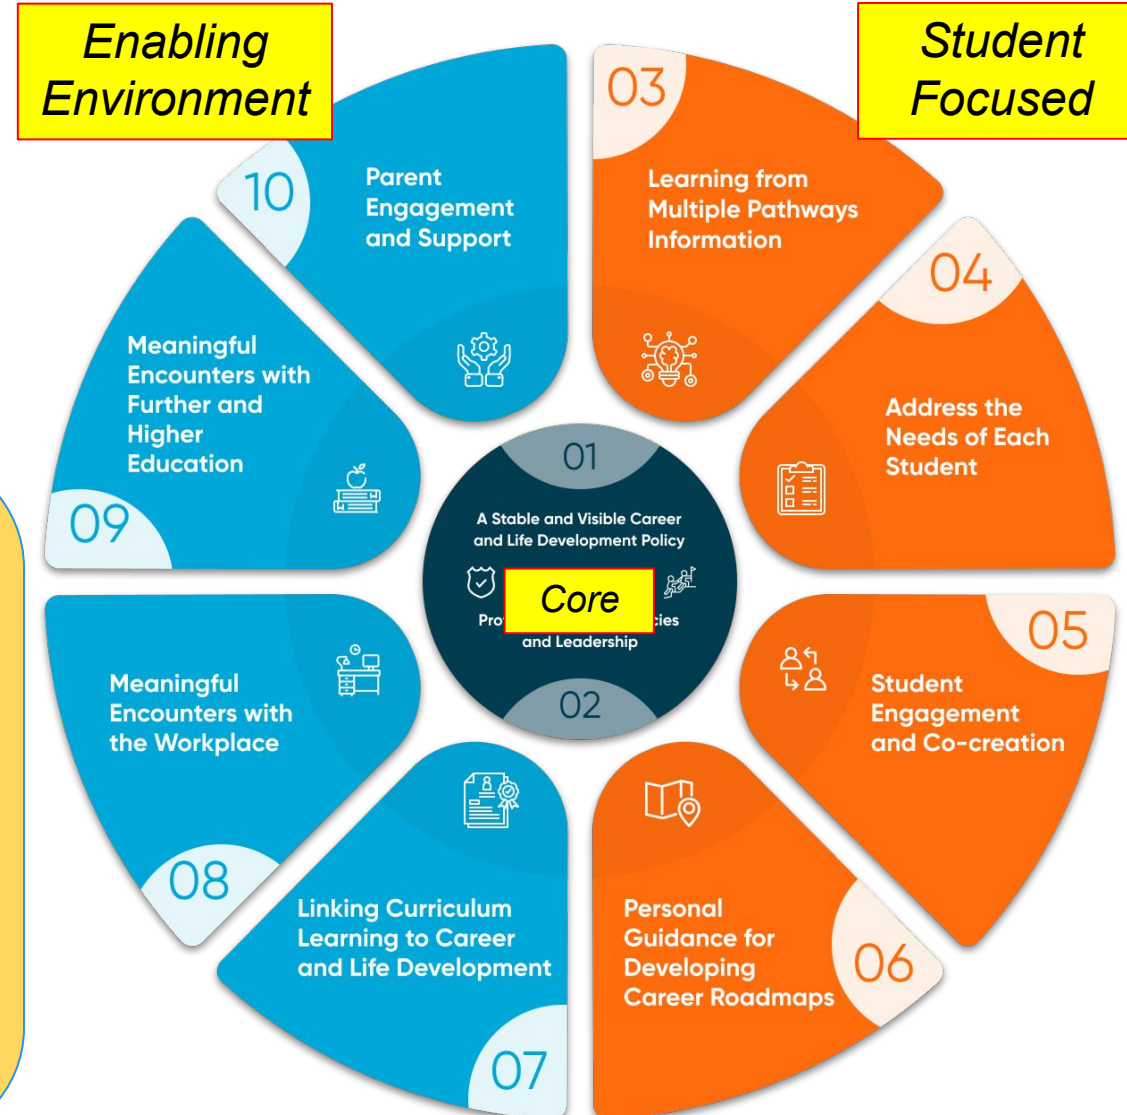 Enabling
Environment
Student
Focused
03
Learning from
Multiple Pathways
Information
04
Address the
Needs of Each
Student
05
Student
Engagement
and Co-creation
06
Personal
Guidance for
Developing
Career Roadmaps
07
Linking Curriculum
Learning to Career
and Life Development
08
Meaningful
Encounters with
the Workplace
09
Meaningful
Encounters with
Further and
Higher
Education
10
Parent
Engagement
and Support
01
A Stable and Visible Career
and Life Development Policy
Core
and Leadership
02